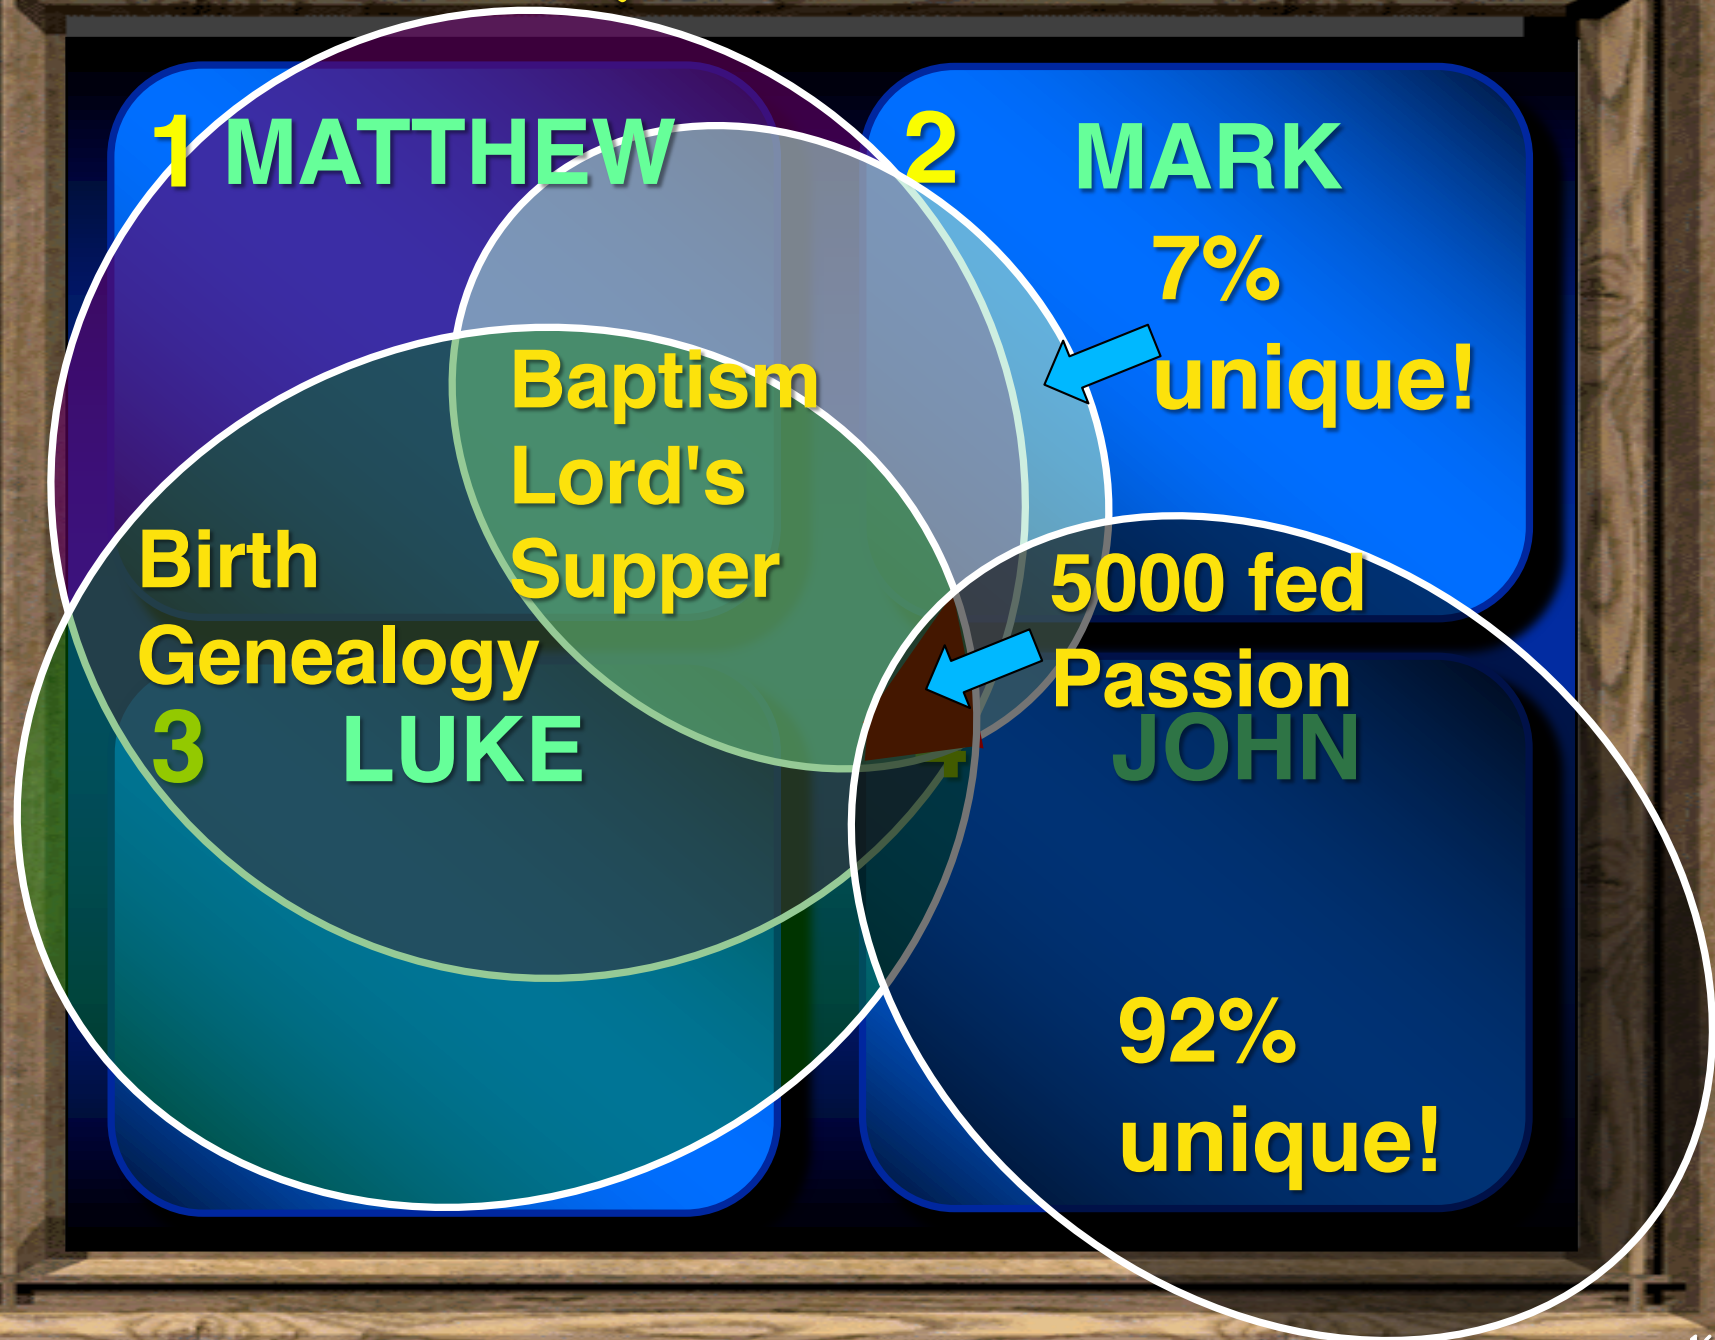 1 MATTHEW
2 MARK
7%
unique!
Baptism
Lord's
Supper
Birth
Genealogy
5000 fed
Passion
3 LUKE
4 JOHN
92%
unique!